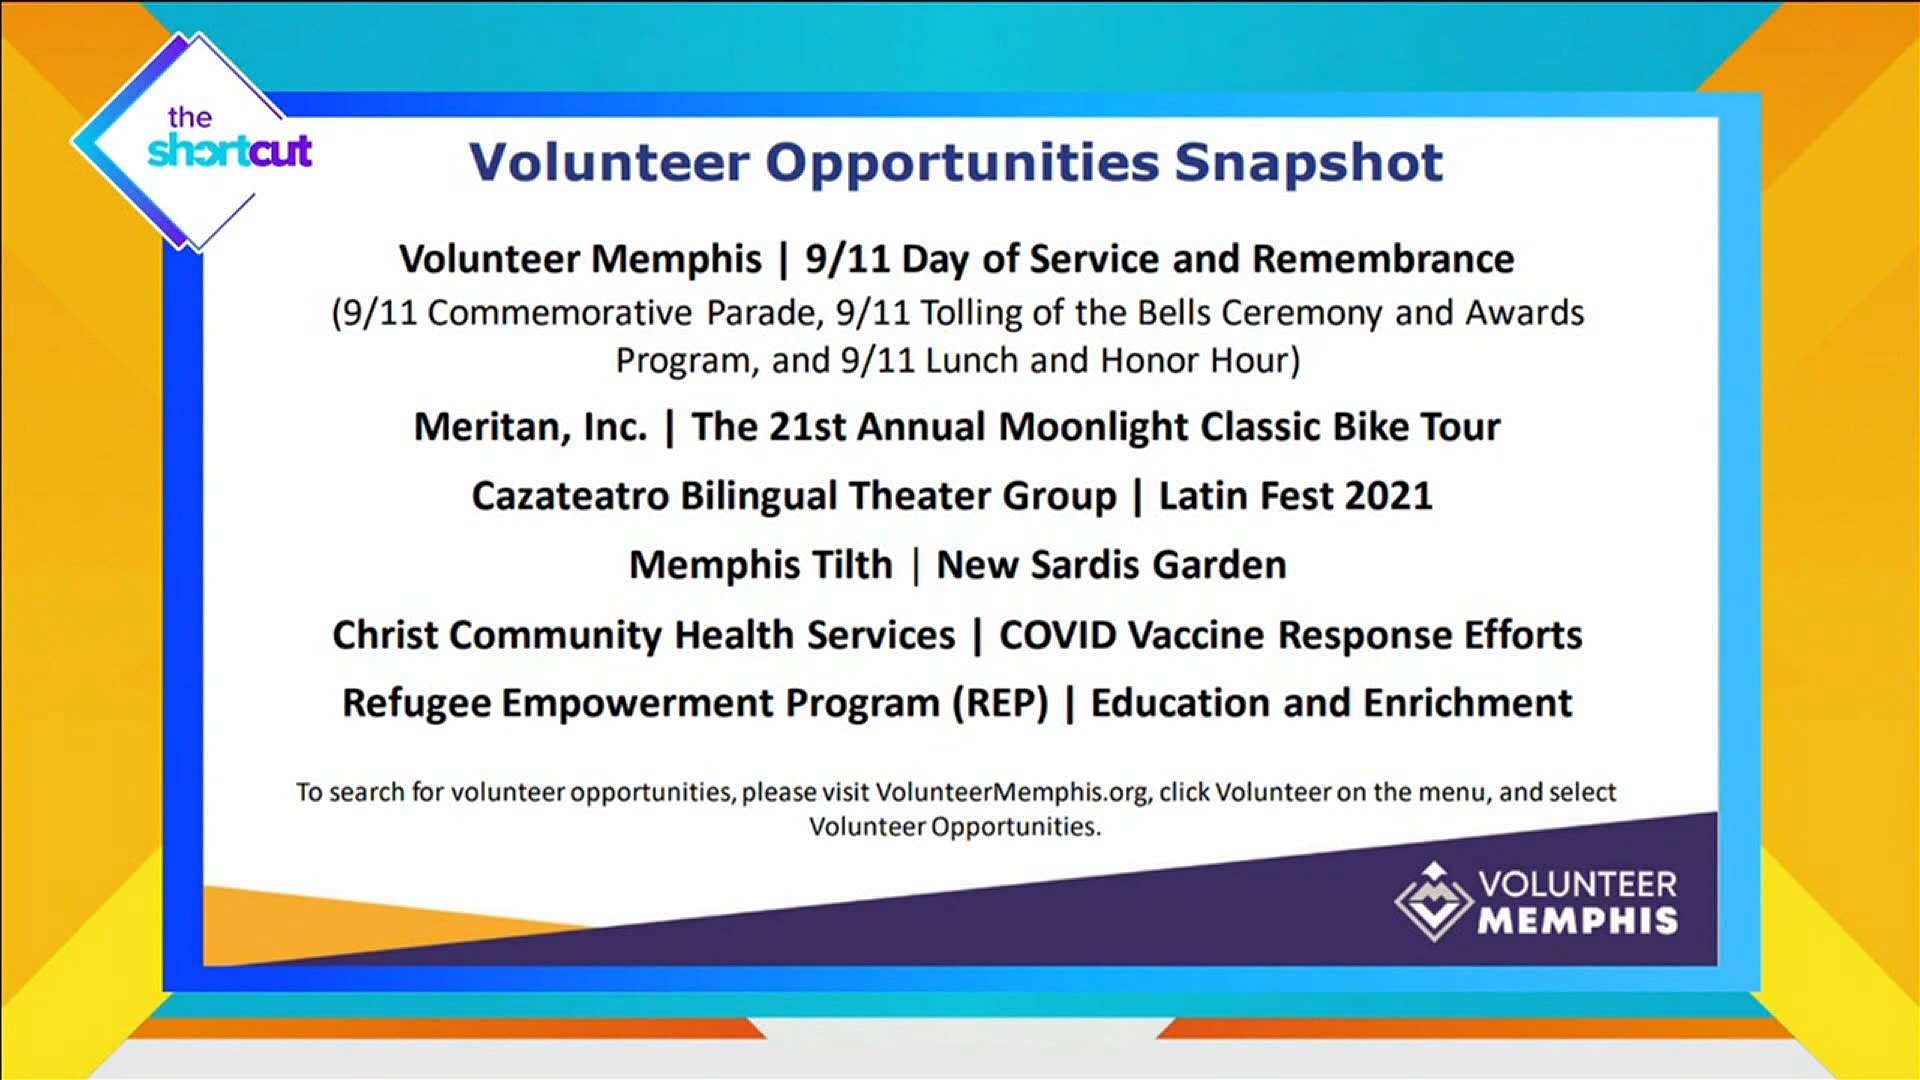 the
shortcut
Volunteer Opportunities Snapshot
Volunteer Memphis | 9/11 Day of Service and Remembrance
(9/11 Commemorative Parade, 9/11 Tolling of the Bells Ceremony and Awards
Program, and 9/11 Lunch and Honor Hour)
Meritan, Inc. | The 21st Annual Moonlight Classic Bike Tour
Cazateatro Bilingual Theater Group | Latin Fest 2021
Memphis Tilth | New Sardis Garden
Christ Community Health Services | COVID Vaccine Response Efforts
Refugee Empowerment Program (REP) | Education and Enrichment
To search for volunteer opportunities, please visit VolunteerMemphis.org, click Volunteer on the menu, and select
Volunteer Opportunities.
VOLUNTEER
MEMPHIS